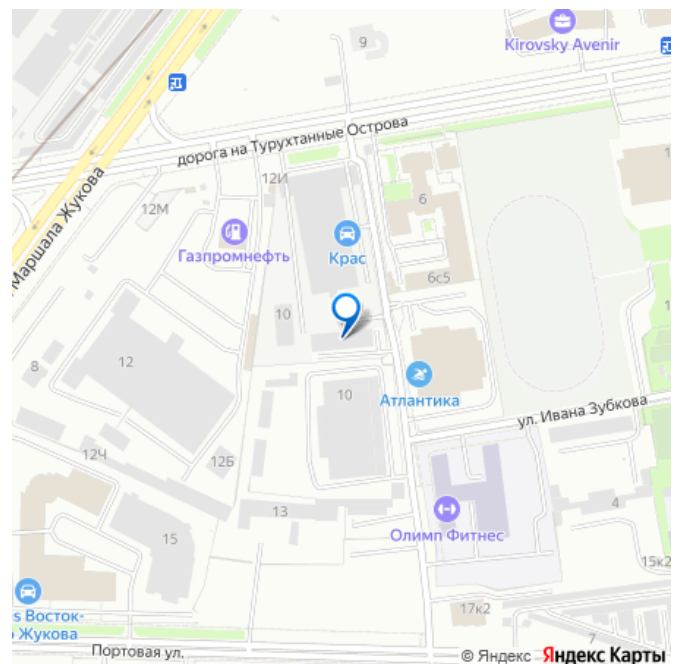 9
Kirovsky Avenir
дорога на Турухтанные Острова
Маршала Жукова
12И
12М
6
Газпромнефть
Крас
6с5
10
8
12
10
Атлантика
ул. Ивана Зубкова
12Ч
12Б
13
4
15
Олимп Фитнес
15к2
s Восток-
о Жукова
17к2
7
Портовая ул.
© Яндекс Яндекс Карты